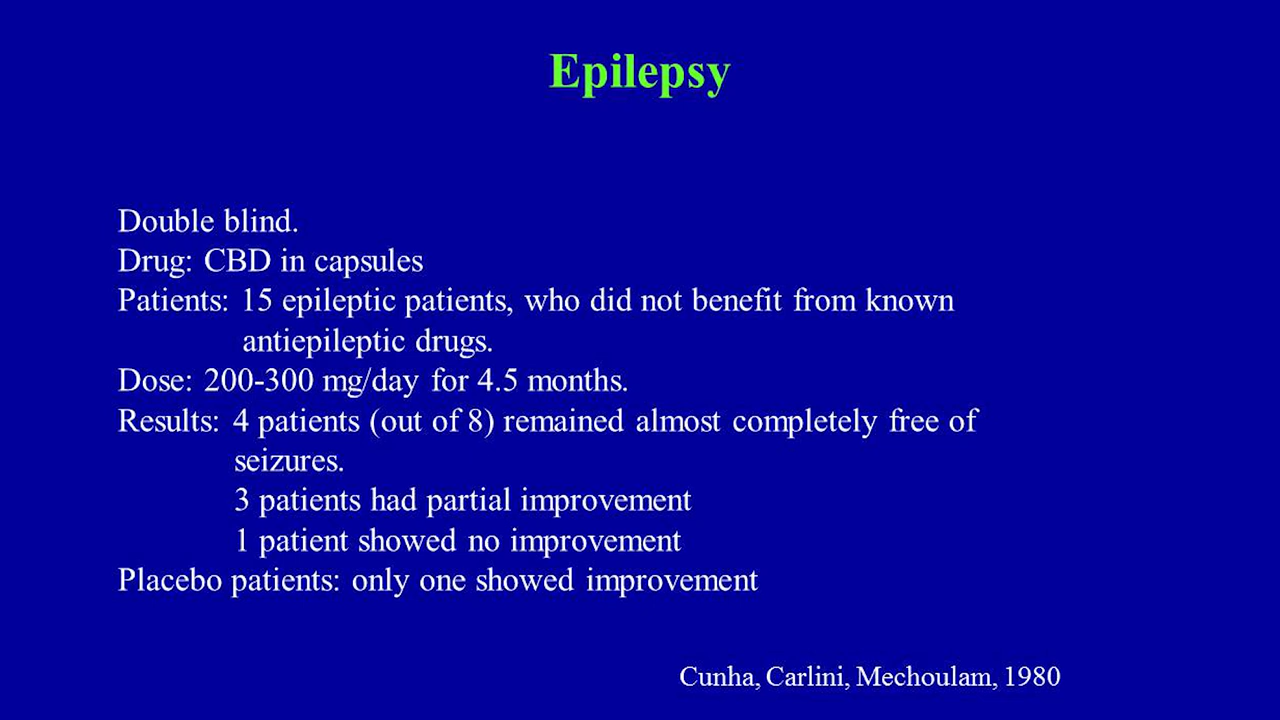 Epilepsy
Double blind.
Drug: CBD in capsules
Patients: 15 epileptic patients, who did not benefit from known
antiepileptic drugs.
Dose: 200-300 mg/day for 4.5 months.
Results: 4 patients (out of 8) remained almost completely free of
seizures.
3 patients had partial improvement
1 patient showed no improvement
Placebo patients: only one showed improvement
Cunha, Carlini, Mechoulam, 1980